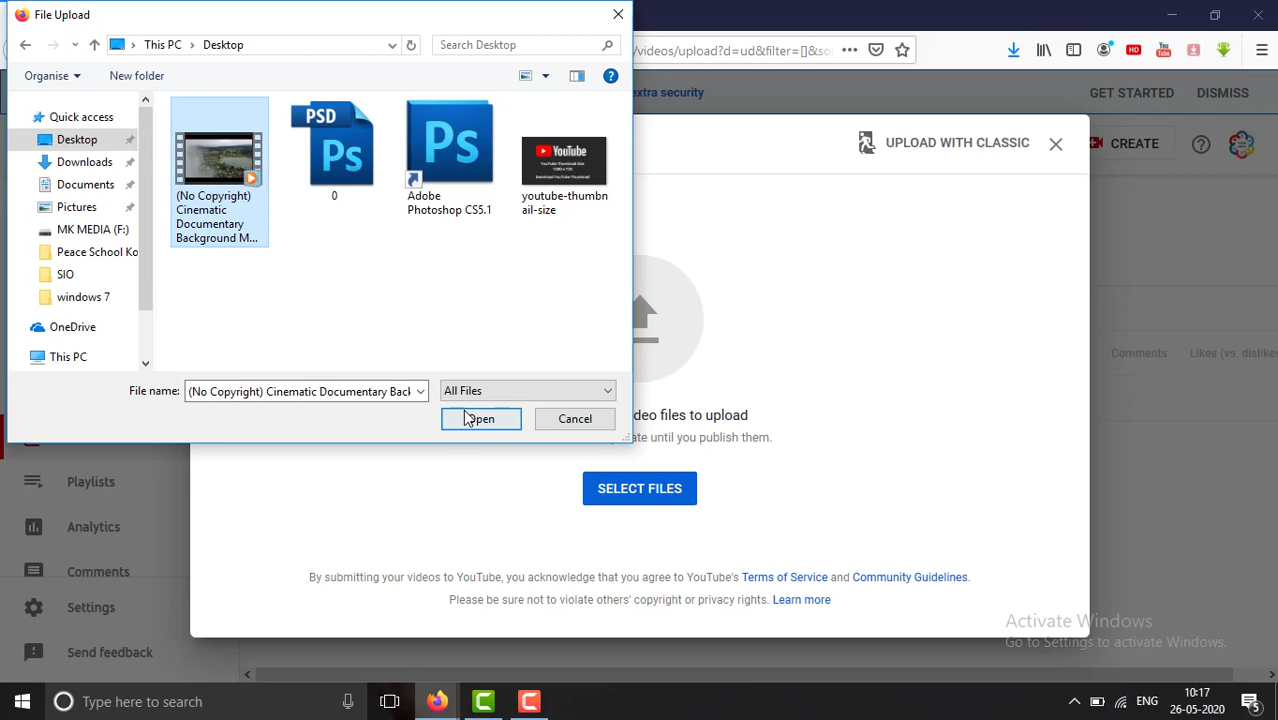 File Upload
This PC
Desktop
Search Desktop
Organise
New folder
Quick access
Desktop
Downloads
Documents
Pictures
MK MEDIA (F:)
Peace School Ko
SIO
windows 7
OneDrive
This PC
(No Copyright)
Cinematic
Documentary
Background M...
PSD
Ps
0
Ps
Adobe
Photoshop CS5.1
YouTube
youtube-thumbn
ail-size
File name:
(No Copyright) Cinematic Documentary Back
All Files
Open
Cancel
/videos/upload?d=ud&filter=[]&so
HD
extra security
GET STARTED
DISMISS
UPLOAD WITH CLASSIC
CREATE
Comments
Likes (vs. dislike
deo files to upload
ate until you publish them.
SELECT FILES
By submitting your videos to YouTube, you acknowledge that you agree to YouTube's Terms of Service and Community Guidelines.
Please be sure not to violate others' copyright or privacy rights. Learn more
Playlists
Analytics
Comments
Settings
Send feedback
Activate Windows
Go to Settings to activate Windows.
Type here to search
ENG
10:17
26-05-2020
5